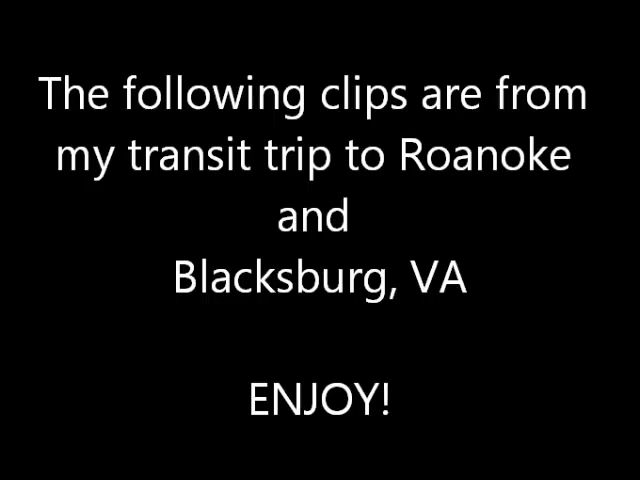 The following clips are from
my transit trip to Roanoke
and
Blacksburg, VA
ENJOY!